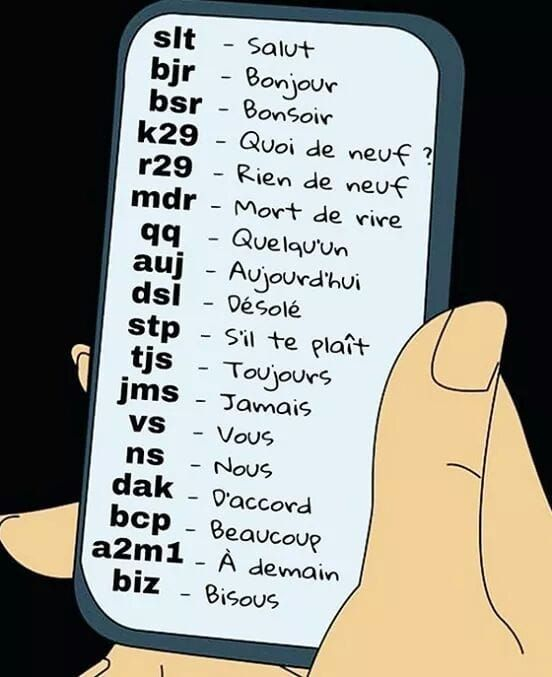 slt - Salut
bjr - Bonjour
bsr - Bonsoir
k29 - Quoi de neuf ?
r29 - Rien de neuf
mdr - Mort de rire
qq - Quelqu'un
auj - Aujourd'hui
dsl - Désolé
stp - S'il te plaît
tjs - Toujours
jms - Jamais
vs - Vous
ns - Nous
dak - D'accord
bcp - Beaucoup
a2m1 - À demain
biz - Bisous